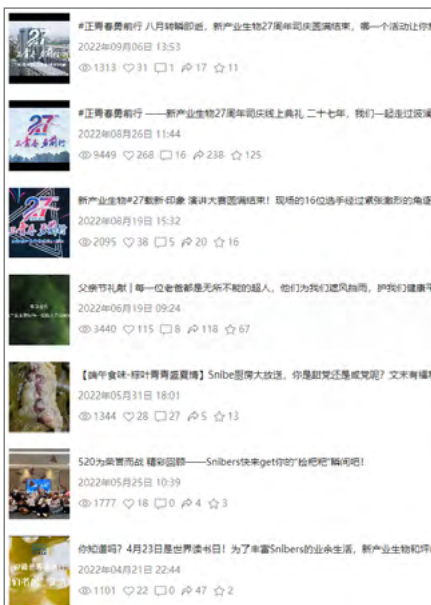 #正青春勇前行 八月转瞬即逝，新产业生物27周年司庆圆满结束，哪一个活动让你
2022年09月06日 13:53
1313 31 1 17 11
#正青春勇前行 ——新产业生物27周年司庆线上典礼 二十七年，我们一起走过波澜
2022年08月26日 11:44
9449 268 16 238 125
新产业生物#27载新·印象 演讲大赛圆满结束！现场的16位选手经过紧张激烈的角逐
2022年08月19日 15:32
2095 38 5 20 16
父亲节礼献 | 每一位老爸都是无所不能的超人，他们为我们遮风挡雨，护我们健康平
2022年06月19日 09:24
3440 115 8 118 67
【端午食味·粽叶青青盛夏情】Snibe厨房大放送，你是甜党还是咸党呢？文末有福
2022年05月31日 18:01
1344 28 27 5 13
520为荣誉而战 精彩回顾——Snibers快来get你的“捡粑粑”瞬间吧！
2022年05月25日 10:39
1777 18 0 4 3
你知道吗？4月23日是世界读书日！为了丰富Snibers的业余生活，新产业生物和坪
2022年04月21日 22:44
1101 22 0 47 2